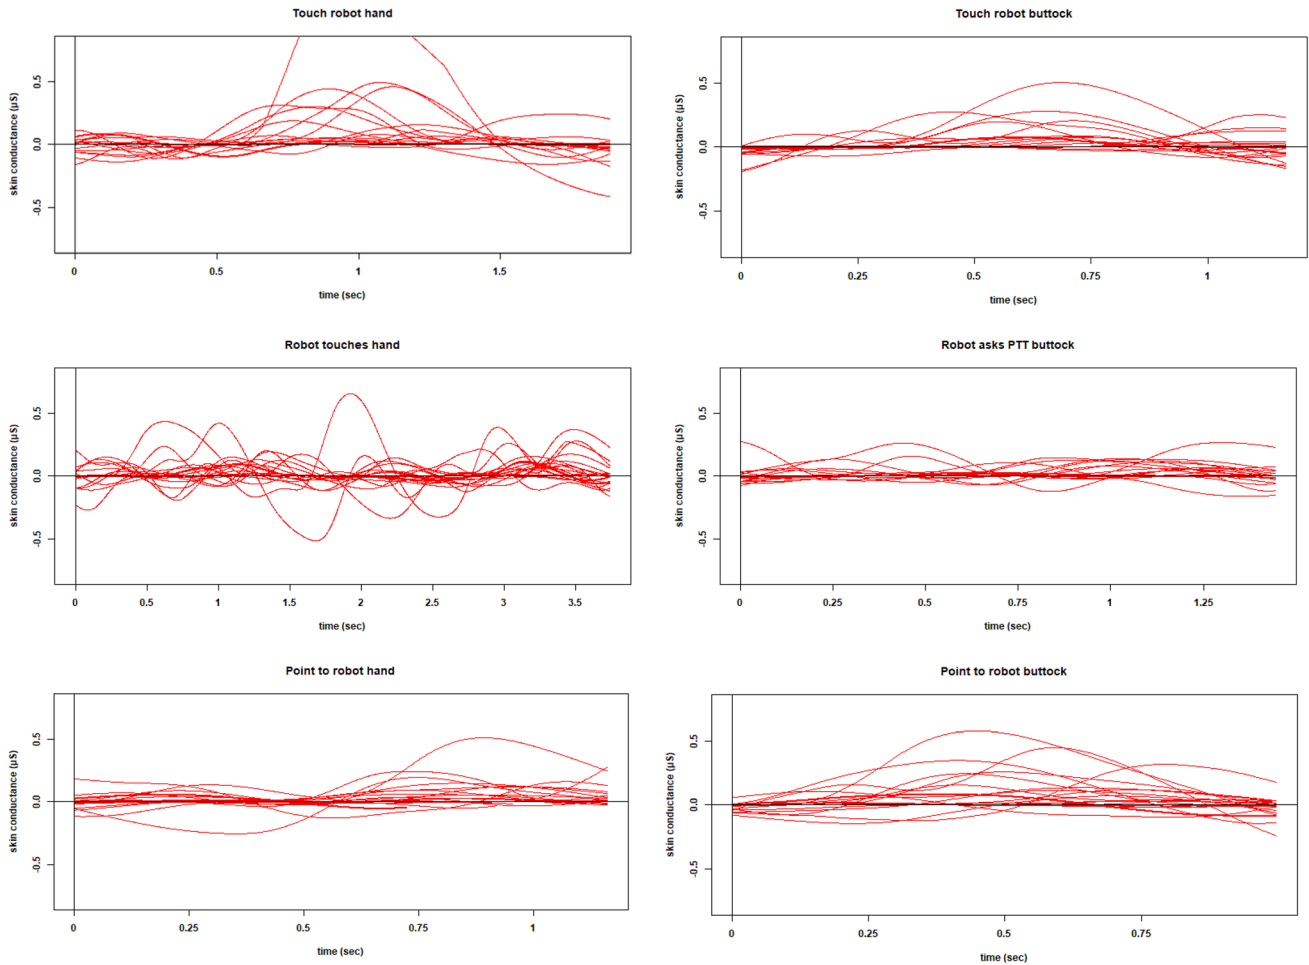 Touch robot hand
skin conductance (µS)
0.5
0.0
-0.5
0 0.5 1 1.5
time (sec)
Touch robot buttock
skin conductance (µS)
0.5
0.0
-0.5
0 0.25 0.5 0.75 1
time (sec)
Robot touches hand
skin conductance (µS)
0.5
0.0
-0.5
0 0.5 1 1.5 2 2.5 3 3.5
time (sec)
Robot asks PTT buttock
skin conductance (µS)
0.5
0.0
-0.5
0 0.25 0.5 0.75 1 1.25
time (sec)
Point to robot hand
skin conductance (µS)
0.5
0.0
-0.5
0 0.25 0.5 0.75 1
time (sec)
Point to robot buttock
skin conductance (µS)
0.5
0.0
-0.5
0 0.25 0.5 0.75
time (sec)